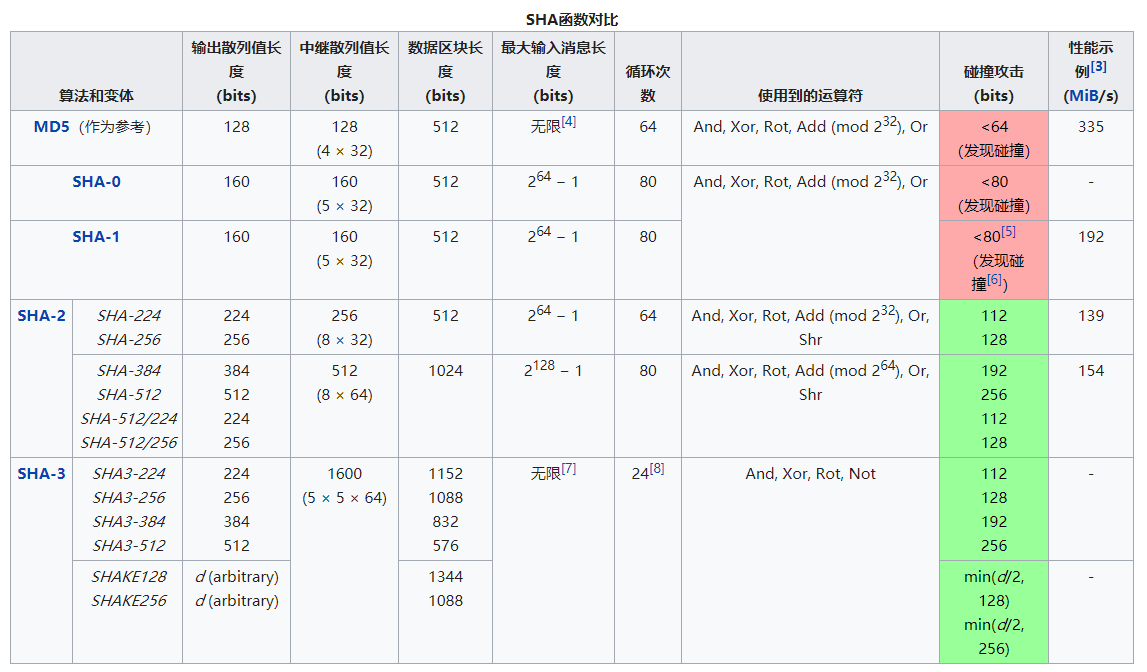 SHA函数对比
算法和变体 输出散列值长度 (bits) 中继散列值长度 (bits) 数据区块长度 (bits) 最大输入消息长度 (bits) 循环次数 使用到的运算符 碰撞攻击 (bits) 性能示例[3] (MiB/s)
MD5（作为参考） 128 128 (4 × 32) 512 无限[4] 64 And, Xor, Rot, Add (mod 2^32), Or <64 (发现碰撞) 335
SHA-0 160 160 (5 × 32) 512 2^64 − 1 80 And, Xor, Rot, Add (mod 2^32), Or <80 (发现碰撞) -
SHA-1 160 160 (5 × 32) 512 2^64 − 1 80 <80[5] (发现碰撞[6]) 192
SHA-2 SHA-224 224 256 (8 × 32) 512 2^64 − 1 64 And, Xor, Rot, Add (mod 2^32), Or, Shr 112 139
SHA-256 256 128
SHA-384 384 512 (8 × 64) 1024 2^128 − 1 80 And, Xor, Rot, Add (mod 2^64), Or, Shr 192 154
SHA-512 512 256
SHA-512/224 224 112
SHA-512/256 256 128
SHA-3 SHA3-224 224 1600 (5 × 5 × 64) 1152 无限[7] 24[8] And, Xor, Rot, Not 112 -
SHA3-256 256 1088 128
SHA3-384 384 832 192
SHA3-512 512 576 256
SHAKE128 d (arbitrary) 1344 min(d/2, 128) -
SHAKE256 d (arbitrary) 1088 min(d/2, 256)